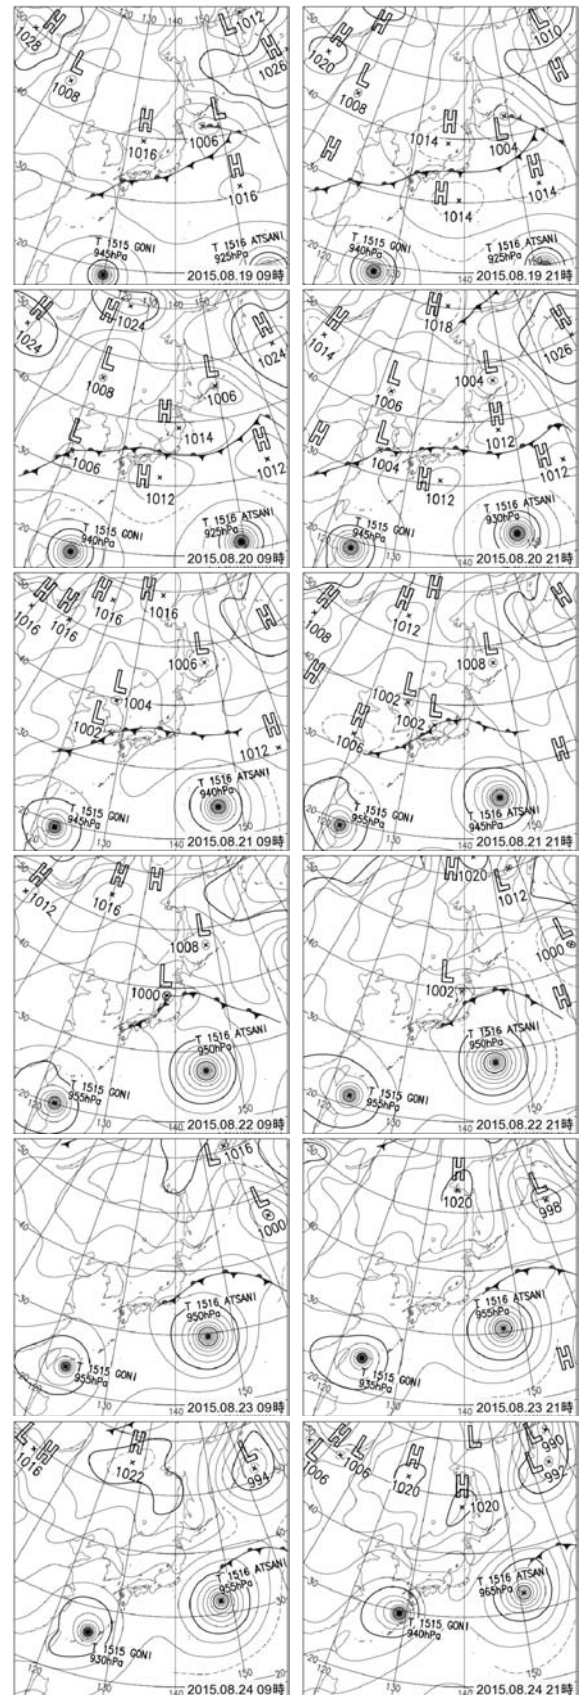 1028
H
1008
L
L
1012
H
1026
H
1016
L
1006
H
1016
T 1515 GONI
945hPa
T 1516 ATSANI
925hPa
2015.08.19 09時
H
1020
H
L
1008
L
1010
H
H
H
1014
L
1004
H
1014
H
1014
T 1515 GONI
940hPa
T 1516 ATSANI
925hPa
2015.08.19 21時
H
1024
H
1024
H
1024
L
1008
L
1006
H
1014
L
1006
H
1012
H
1012
T 1515 GONI
940hPa
T 1516 ATSANI
925hPa
2015.08.20 09時
H
1014
H
1018
H
1026
L
1006
L
1004
H
1012
H
L
1004
H
1012
H
1012
T 1515 GONI
945hPa
T 1516 ATSANI
930hPa
2015.08.20 21時
H
1016
H
1016
H
1016
H
1016
H
L
1006
L
1004
L
1002
H
1012
T 1515 GONI
945hPa
T 1516 ATSANI
940hPa
2015.08.21 09時
H
1008
H
1012
H
H
L
1008
H
L
1002
L
1002
H
1006
H
T 1515 GONI
955hPa
T 1516 ATSANI
945hPa
2015.08.21 21時
H
1012
H
1016
H
L
1008
L
1000
T 1515 GONI
955hPa
T 1516 ATSANI
950hPa
2015.08.22 09時
H
1020
L
1012
L
1000
L
1002
H
T 1515 GONI
955hPa
T 1516 ATSANI
950hPa
2015.08.22 21時
L
1016
L
1000
T 1515 GONI
955hPa
T 1516 ATSANI
950hPa
2015.08.23 09時
H
1020
L
998
H
T 1515 GONI
935hPa
T 1516 ATSANI
955hPa
2015.08.23 21時
L
H
1016
H
1022
L
994
T 1515 GONI
930hPa
T 1516 ATSANI
955hPa
2015.08.24 09時
L
1006
H
1006
H
1020
L
H
1020
L
990
L
992
T 1515 GONI
940hPa
T 1516 ATSANI
965hPa
2015.08.24 21時